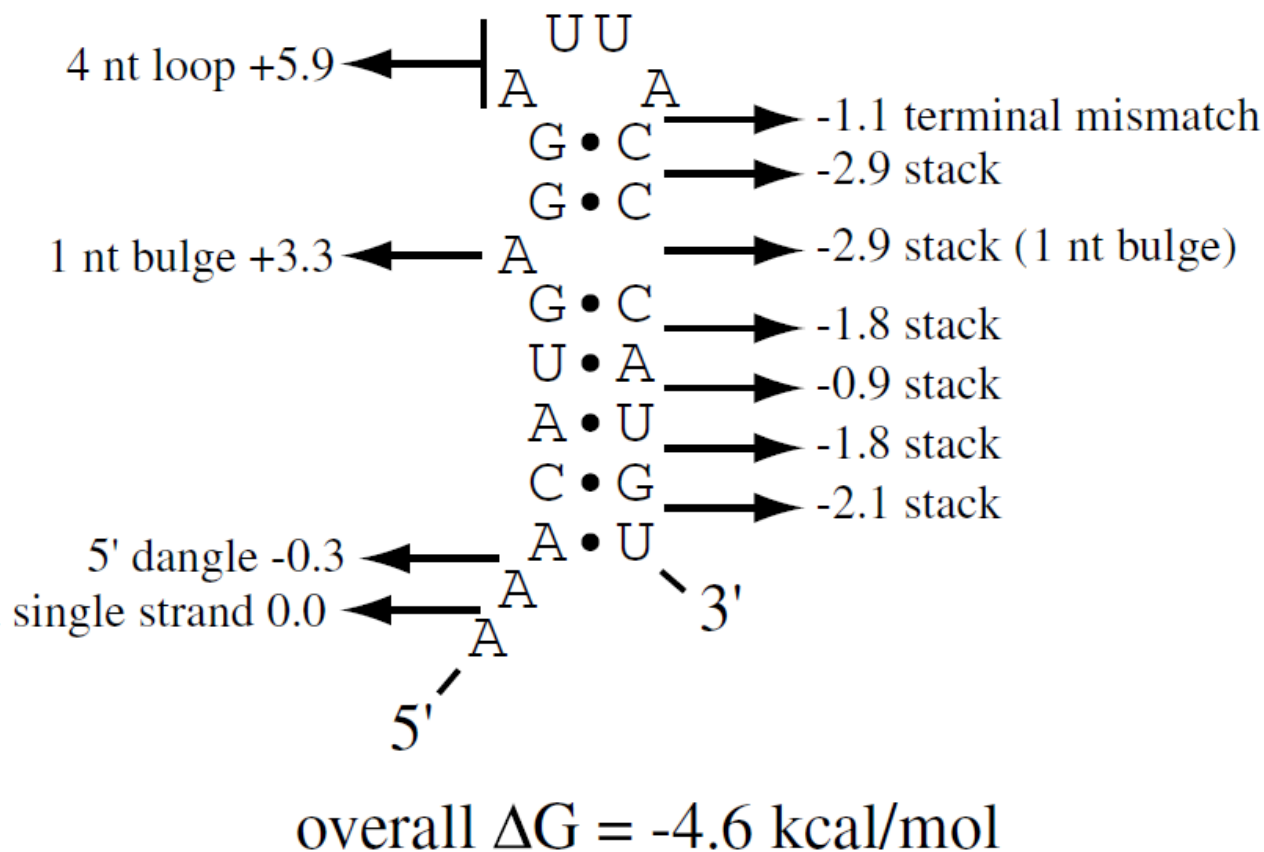 U U
4 nt loop +5.9
A A
-1.1 terminal mismatch
G • C
-2.9 stack
G • C
1 nt bulge +3.3
A
-2.9 stack (1 nt bulge)
G • C
-1.8 stack
U • A
-0.9 stack
A • U
-1.8 stack
C • G
-2.1 stack
A • U
5' dangle -0.3
A
3'
single strand 0.0
A
5'
overall ΔG = -4.6 kcal/mol